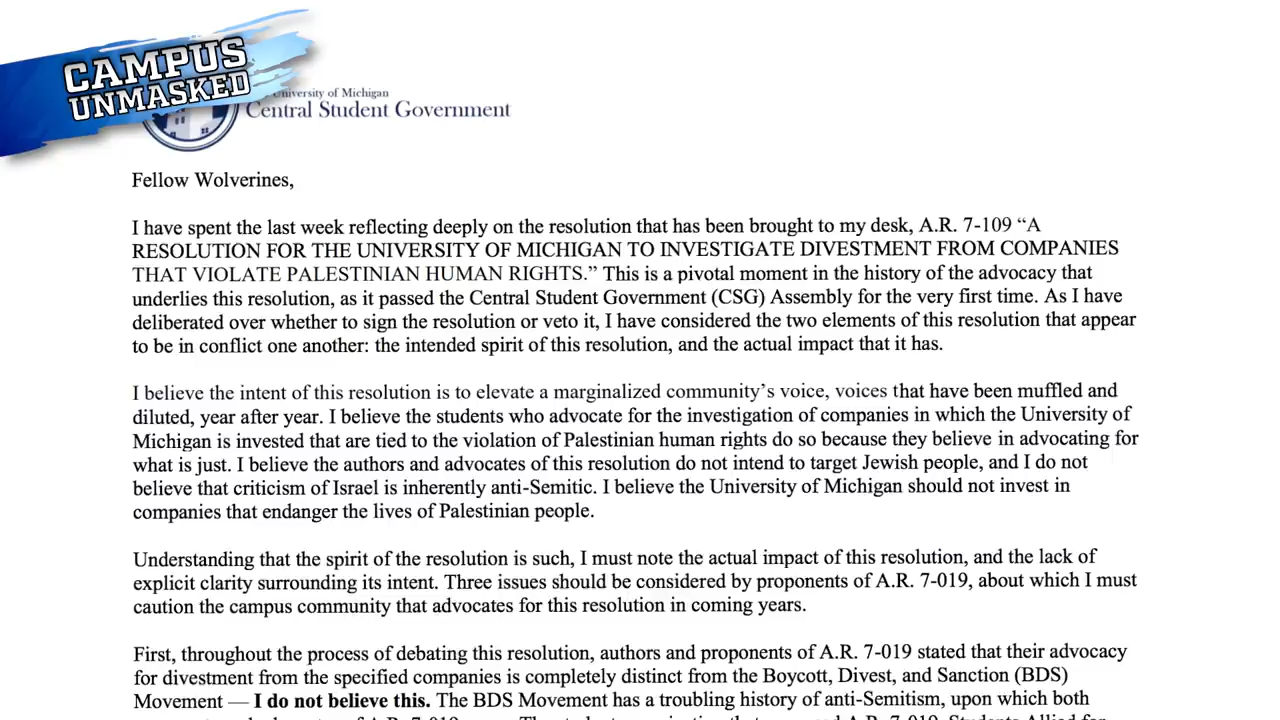 CAMPUS
UNMASKED
University of Michigan
Central Student Government
Fellow Wolverines,
I have spent the last week reflecting deeply on the resolution that has been brought to my desk, A.R. 7-109 “A
RESOLUTION FOR THE UNIVERSITY OF MICHIGAN TO INVESTIGATE DIVESTMENT FROM COMPANIES
THAT VIOLATE PALESTINIAN HUMAN RIGHTS.” This is a pivotal moment in the history of the advocacy that
underlies this resolution, as it passed the Central Student Government (CSG) Assembly for the very first time. As I have
deliberated over whether to sign the resolution or veto it, I have considered the two elements of this resolution that appear
to be in conflict one another: the intended spirit of this resolution, and the actual impact that it has.
I believe the intent of this resolution is to elevate a marginalized community’s voice, voices that have been muffled and
diluted, year after year. I believe the students who advocate for the investigation of companies in which the University of
Michigan is invested that are tied to the violation of Palestinian human rights do so because they believe in advocating for
what is just. I believe the authors and advocates of this resolution do not intend to target Jewish people, and I do not
believe that criticism of Israel is inherently anti-Semitic. I believe the University of Michigan should not invest in
companies that endanger the lives of Palestinian people.
Understanding that the spirit of the resolution is such, I must note the actual impact of this resolution, and the lack of
explicit clarity surrounding its intent. Three issues should be considered by proponents of A.R. 7-019, about which I must
caution the campus community that advocates for this resolution in coming years.
First, throughout the process of debating this resolution, authors and proponents of A.R. 7-019 stated that their advocacy
for divestment from the specified companies is completely distinct from the Boycott, Divest, and Sanction (BDS)
Movement — I do not believe this. The BDS Movement has a troubling history of anti-Semitism, upon which both